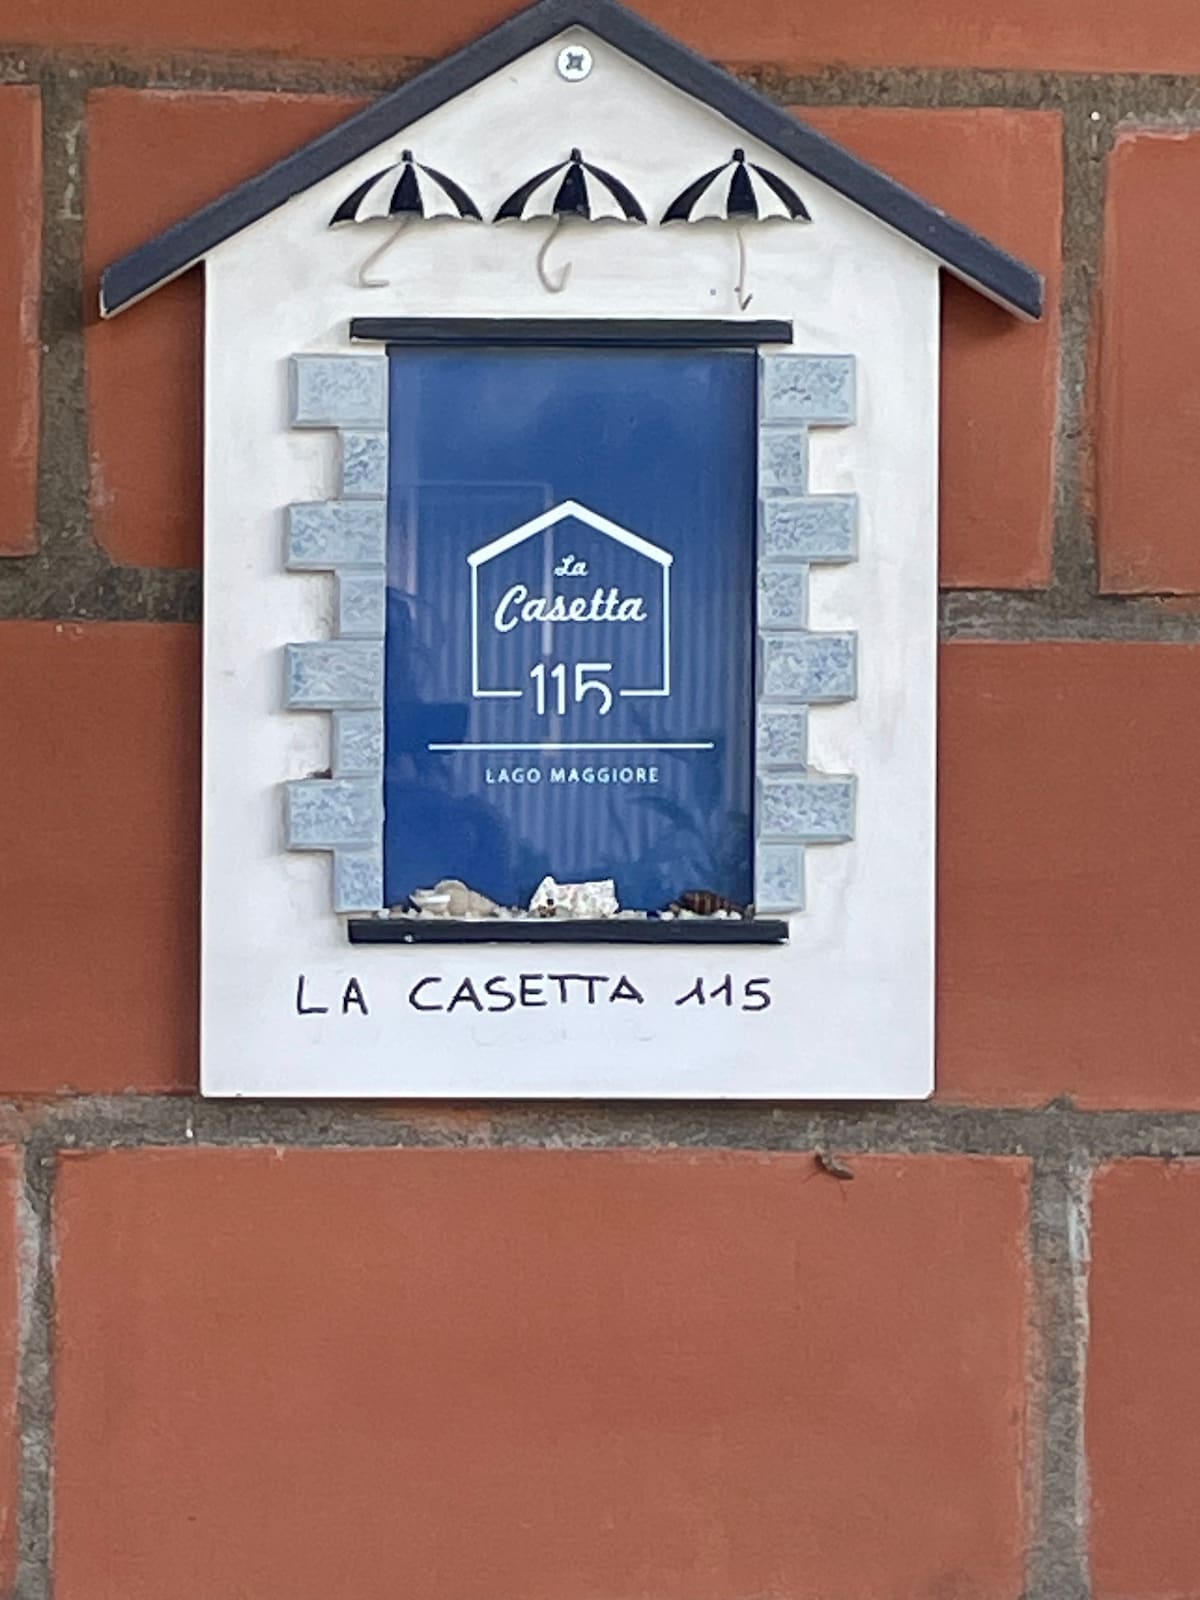 La
Casetta
115
LAGO MAGGIORE
LA CASETTA 115